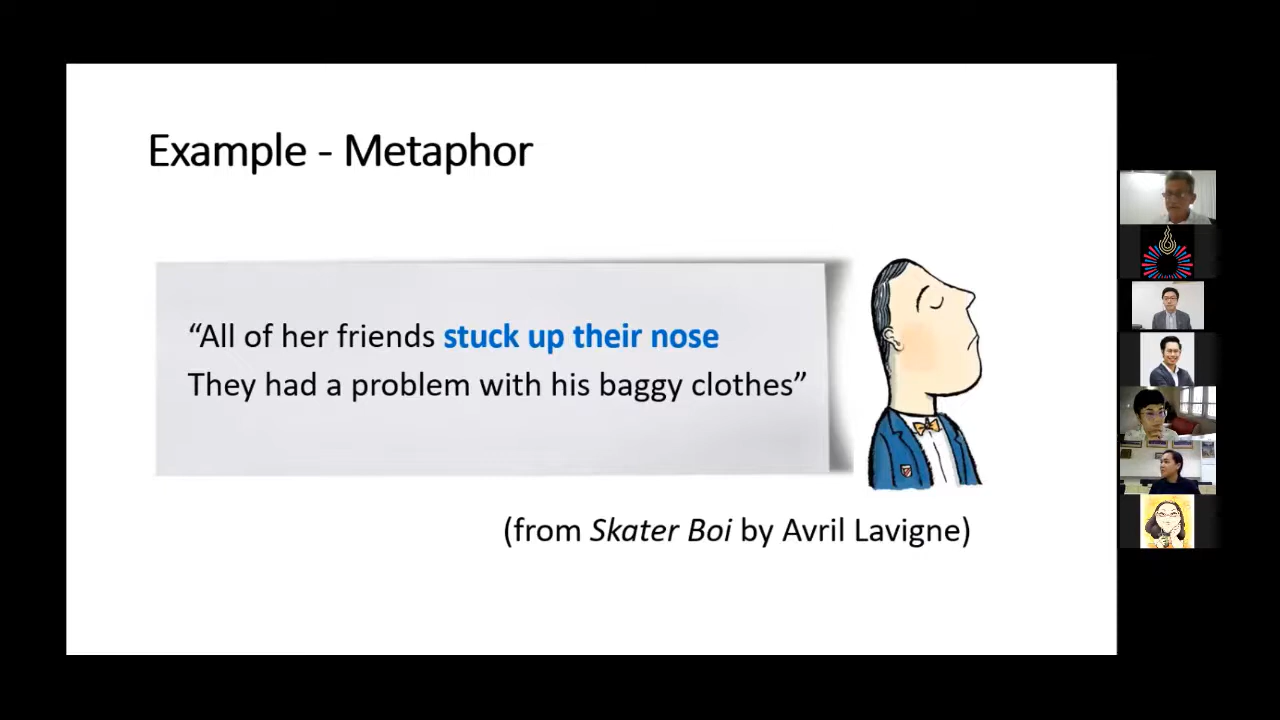 Example - Metaphor
“All of her friends stuck up their nose
They had a problem with his baggy clothes”
(from Skater Boi by Avril Lavigne)